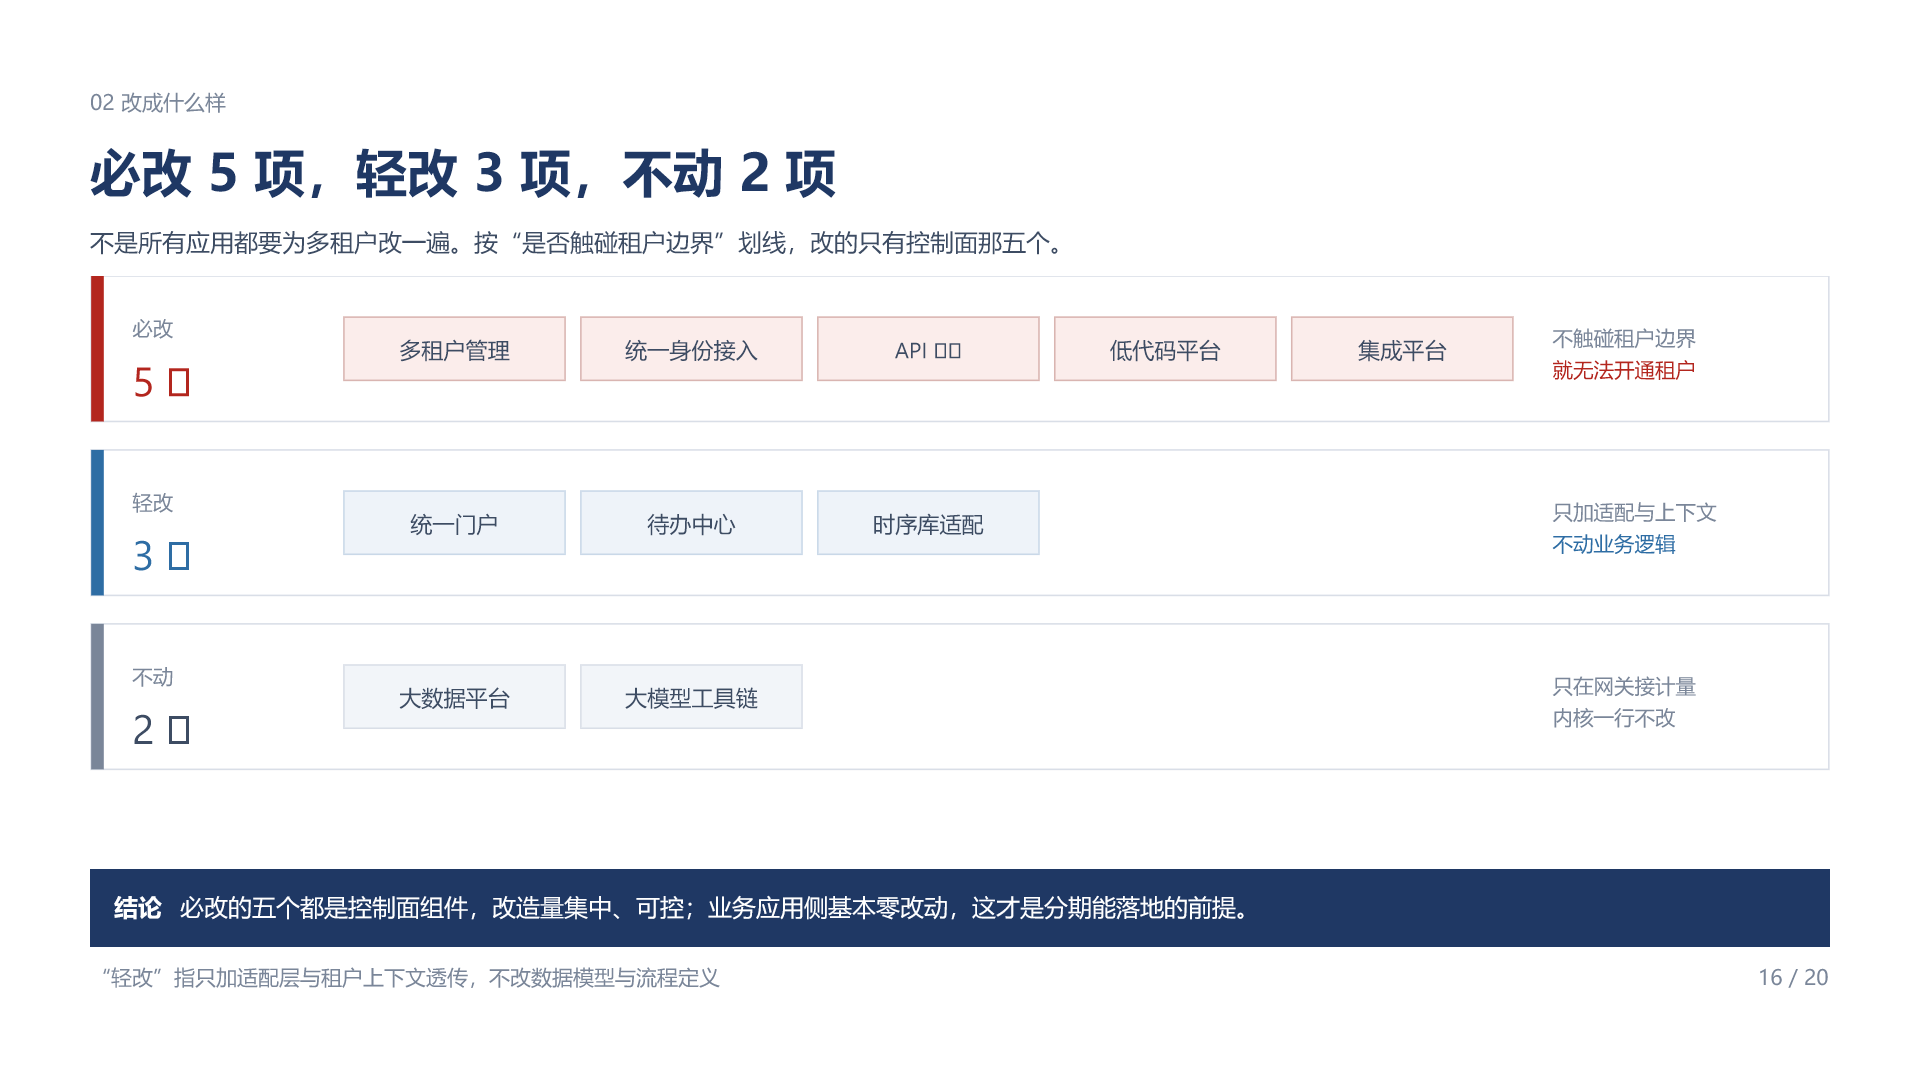 02 改成什么样
必改 5 项，轻改 3 项，不动 2 项
不是所有应用都要为多租户改一遍。按“是否触碰租户边界”划线，改的只有控制面那五个。
必改
5
多租户管理
统一身份接入
API
低代码平台
集成平台
不触碰租户边界
就无法开通租户
轻改
3
统一门户
待办中心
时序库适配
只加适配与上下文
不动业务逻辑
不动
2
大数据平台
大模型工具链
只在网关接计量
内核一行不改
结论 必改的五个都是控制面组件，改造量集中、可控；业务应用侧基本零改动，这才是分期能落地的前提。
“轻改”指只加适配层与租户上下文透传，不改数据模型与流程定义
16 / 20